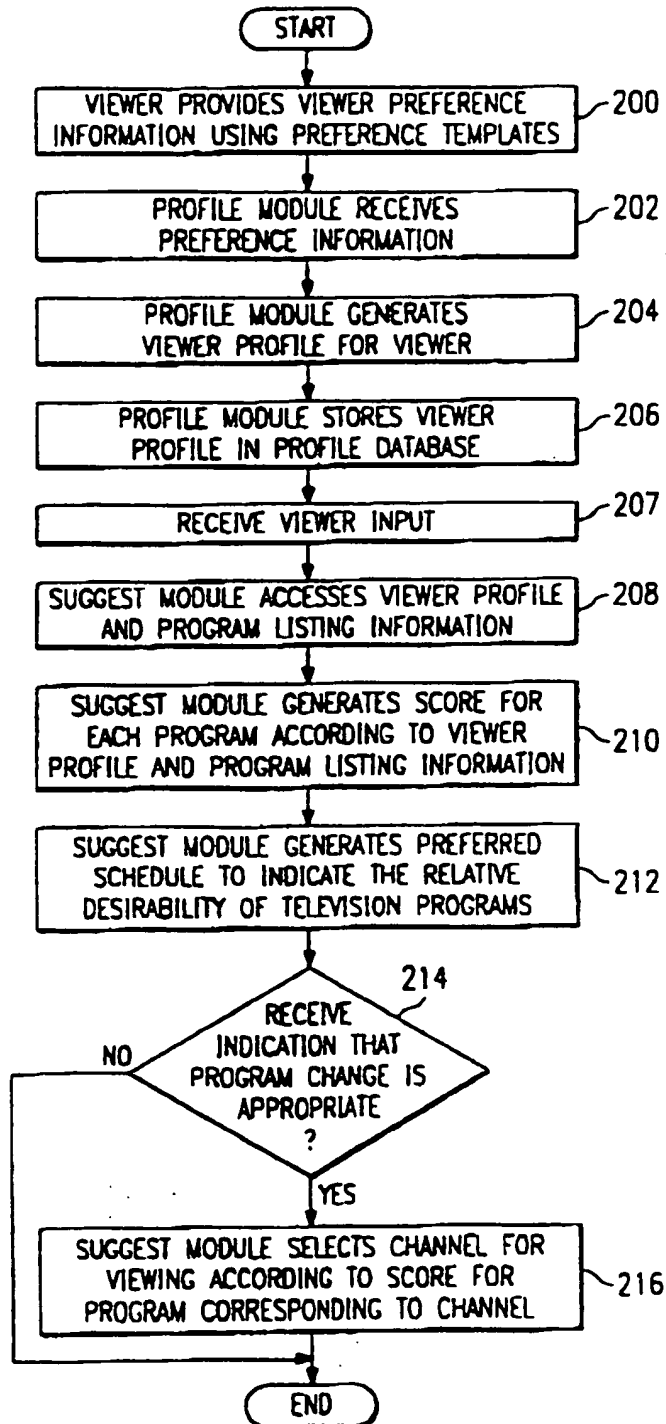 START
VIEWER PROVIDES VIEWER PREFERENCE
INFORMATION USING PREFERENCE TEMPLATES
200
PROFILE MODULE RECEIVES
PREFERENCE INFORMATION
202
PROFILE MODULE GENERATES
VIEWER PROFILE FOR VIEWER
204
PROFILE MODULE STORES VIEWER
PROFILE IN PROFILE DATABASE
206
RECEIVE VIEWER INPUT
207
SUGGEST MODULE ACCESSES VIEWER PROFILE
AND PROGRAM LISTING INFORMATION
208
SUGGEST MODULE GENERATES SCORE FOR
EACH PROGRAM ACCORDING TO VIEWER
PROFILE AND PROGRAM LISTING INFORMATION
210
SUGGEST MODULE GENERATES PREFERRED
SCHEDULE TO INDICATE THE RELATIVE
DESIRABILITY OF TELEVISION PROGRAMS
212
214
RECEIVE
INDICATION THAT
PROGRAM CHANGE IS
APPROPRIATE
?
NO
YES
SUGGEST MODULE SELECTS CHANNEL FOR
VIEWING ACCORDING TO SCORE FOR
PROGRAM CORRESPONDING TO CHANNEL
216
END